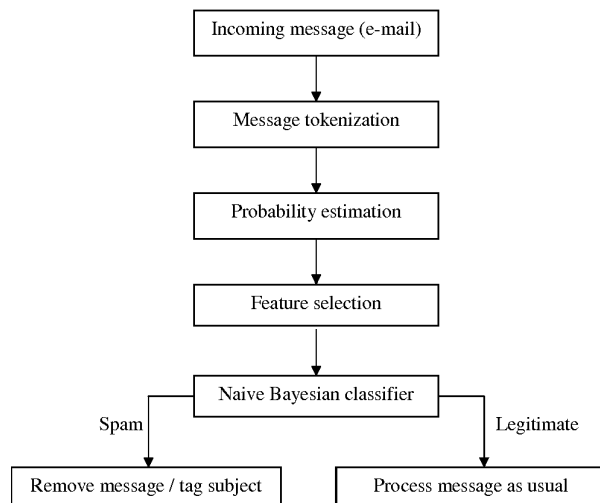 Incoming message (e-mail)
Message tokenization
Probability estimation
Feature selection
Naive Bayesian classifier
Spam
Legitimate
Remove message / tag subject
Process message as usual